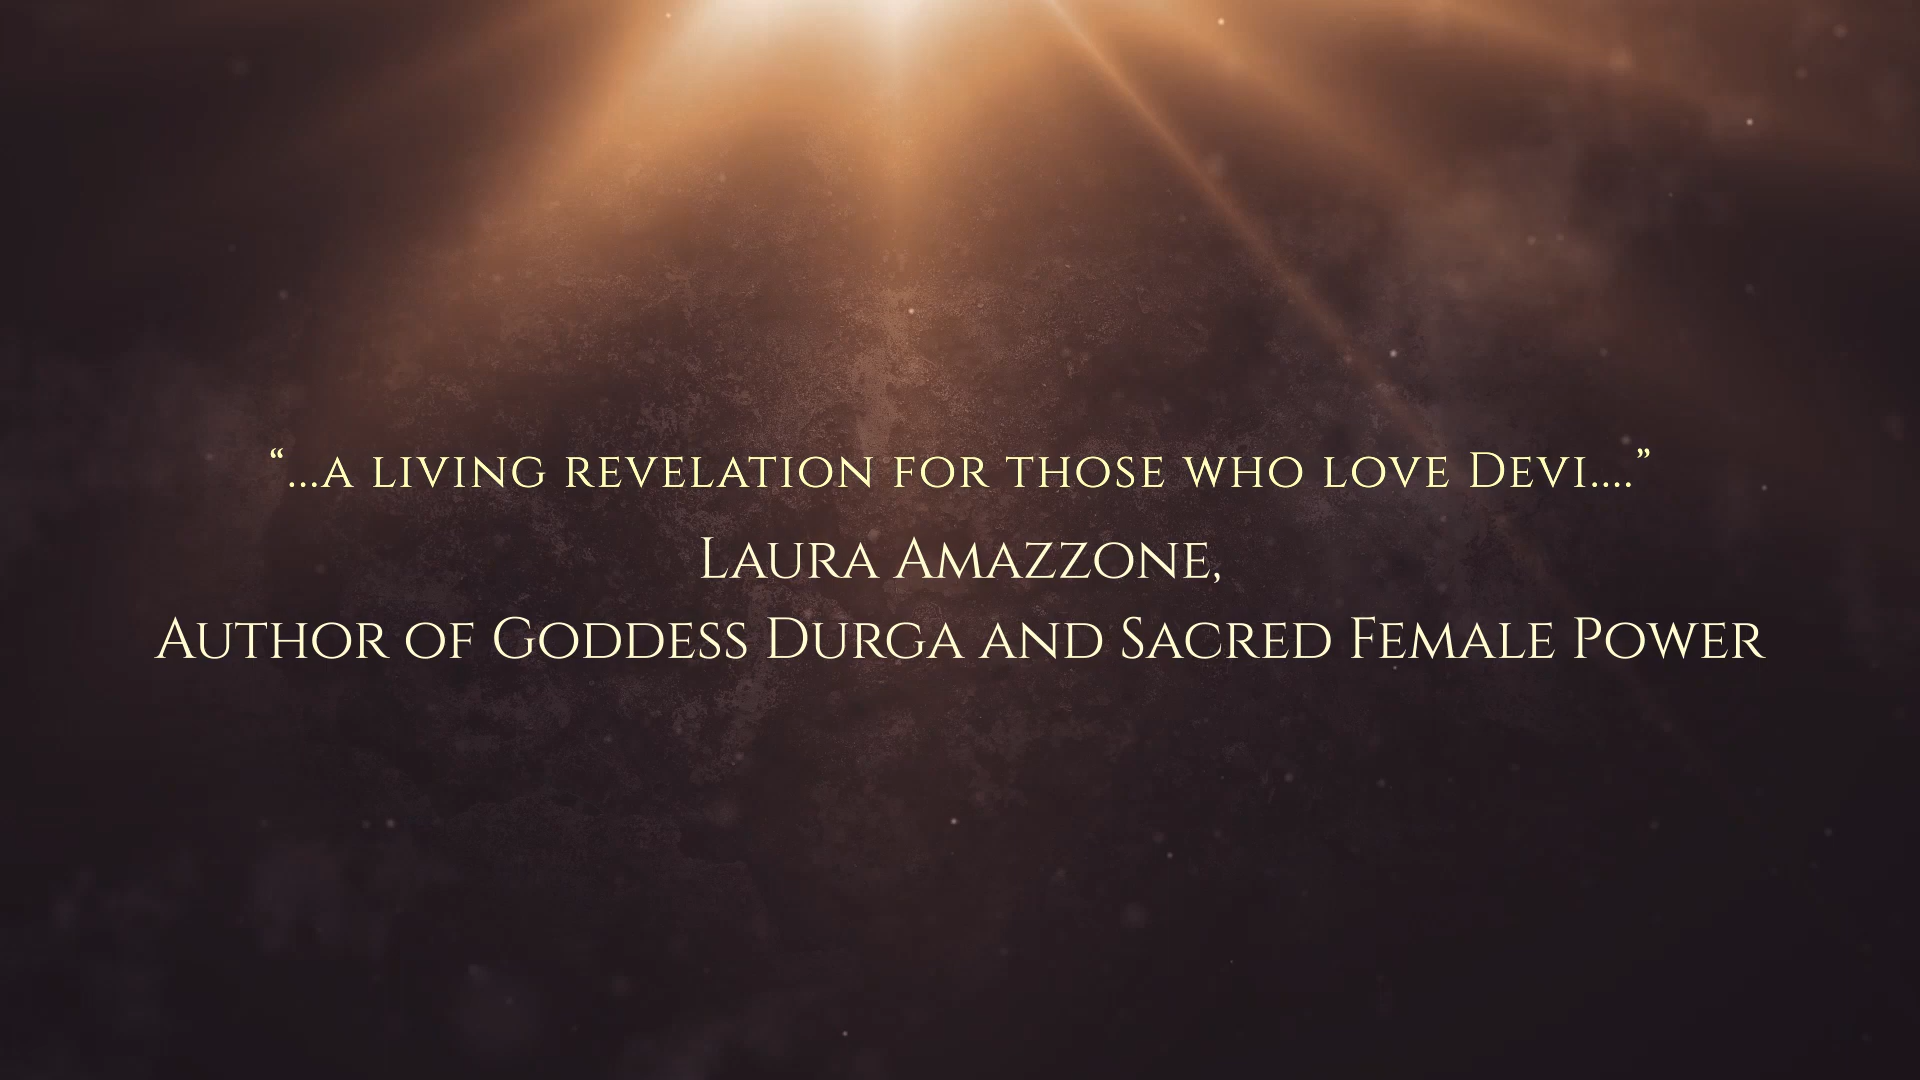 “...a living revelation for those who love Devi....”
Laura Amazzone,
Author of Goddess Durga and Sacred Female Power